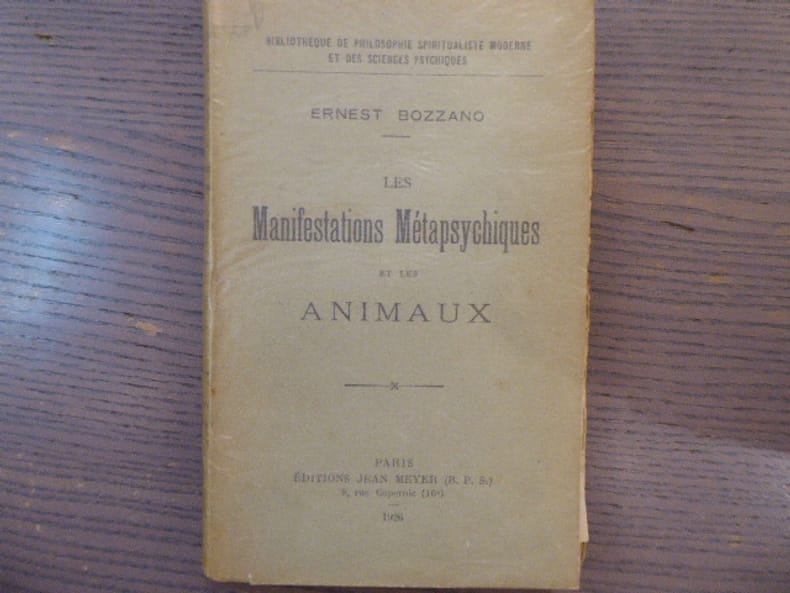 BIBLIOTHÈQUE DE PHILOSOPHIE SPIRITUALISTE MODERNE
ET DES SCIENCES PSYCHIQUES
ERNEST BOZZANO
LES
Manifestations Métapsychiques
ET LES
ANIMAUX
PARIS
ÉDITIONS JEAN MEYER (B. P. S.)
rue Copernic (16e)
1926